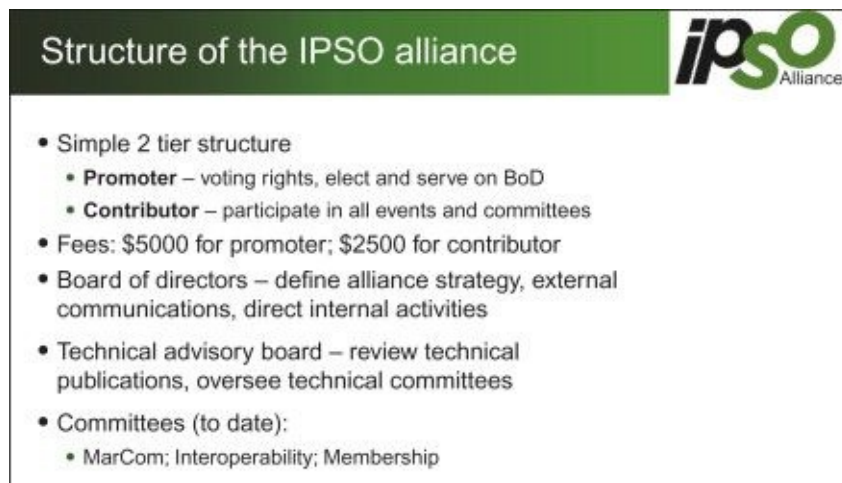 Structure of the IPSO alliance
ipso
Alliance
• Simple 2 tier structure
• Promoter – voting rights, elect and serve on BoD
• Contributor – participate in all events and committees
• Fees: $5000 for promoter; $2500 for contributor
• Board of directors – define alliance strategy, external
communications, direct internal activities
• Technical advisory board – review technical
publications, oversee technical committees
• Committees (to date):
• MarCom; Interoperability; Membership